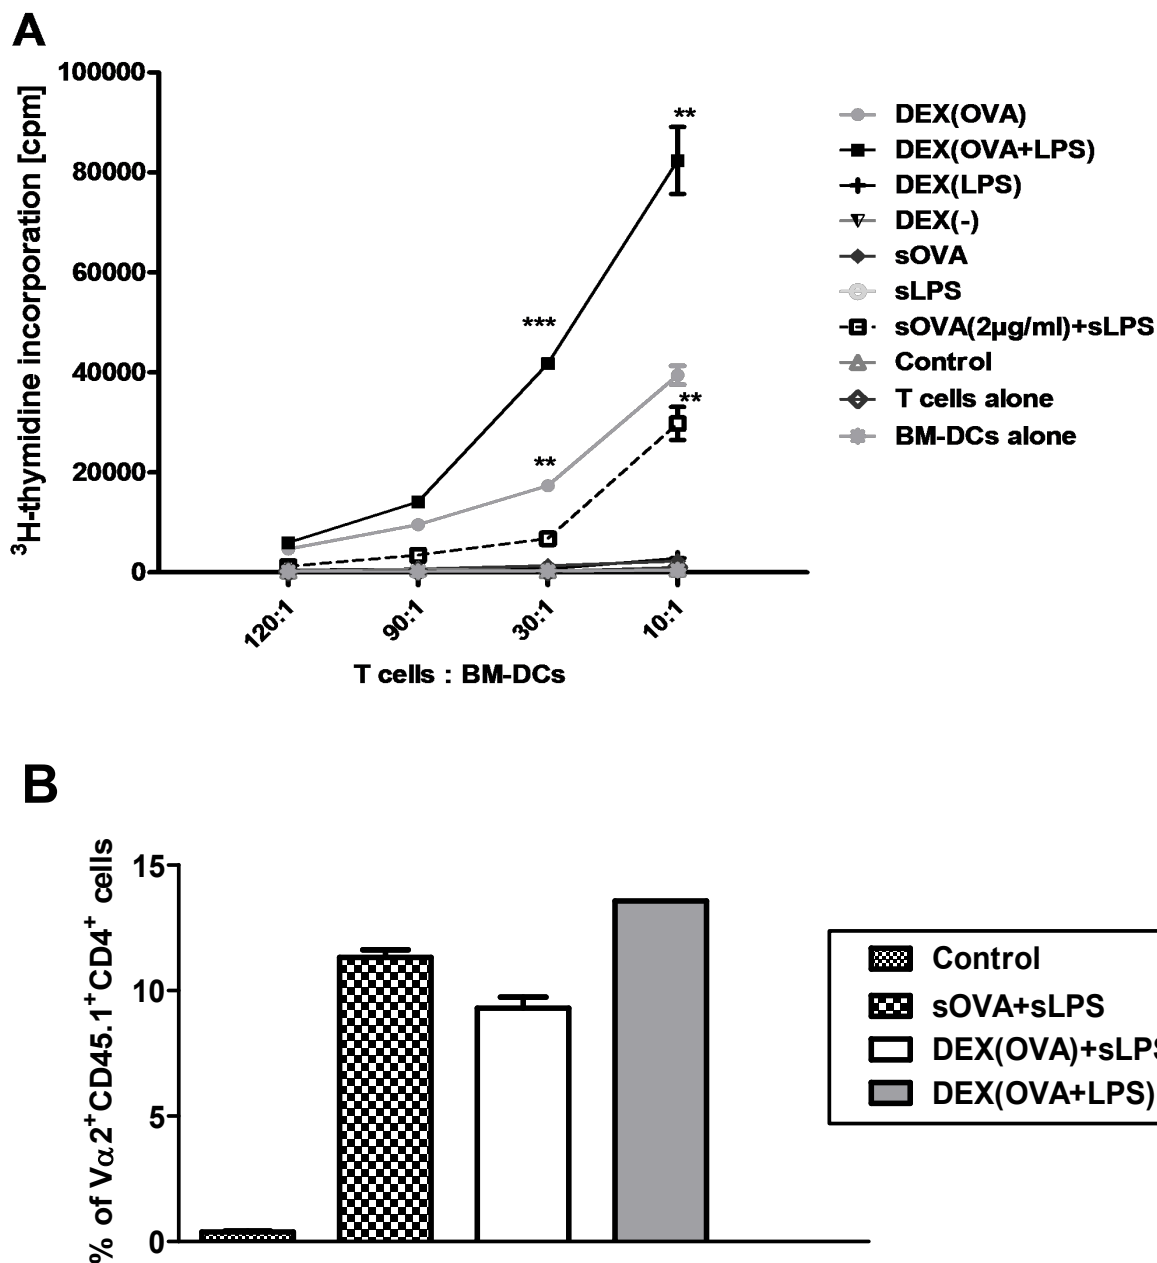 A
100000
80000
60000
40000
20000
0
³H-thymidine incorporation [cpm]
**
***
**
**
120:1
90:1
30:1
10:1
T cells : BM-DCs
DEX(OVA)
DEX(OVA+LPS)
DEX(LPS)
DEX(-)
sOVA
sLPS
sOVA(2µg/ml)+sLPS
Control
T cells alone
BM-DCs alone
B
% of Vα2⁺CD45.1⁺CD4⁺ cells
15
10
5
0
Control
sOVA+sLPS
DEX(OVA)+sLPS
DEX(OVA+LPS)